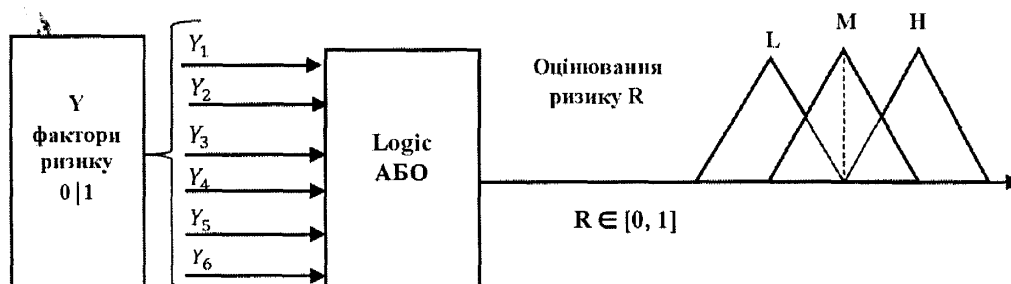 Y
фактори
ризику
0|1
Y₁
Y₂
Y₃
Y₄
Y₅
Y₆
Logic
АБО
Оцінювання
ризику R
R ∈ [0, 1]
L
M
H